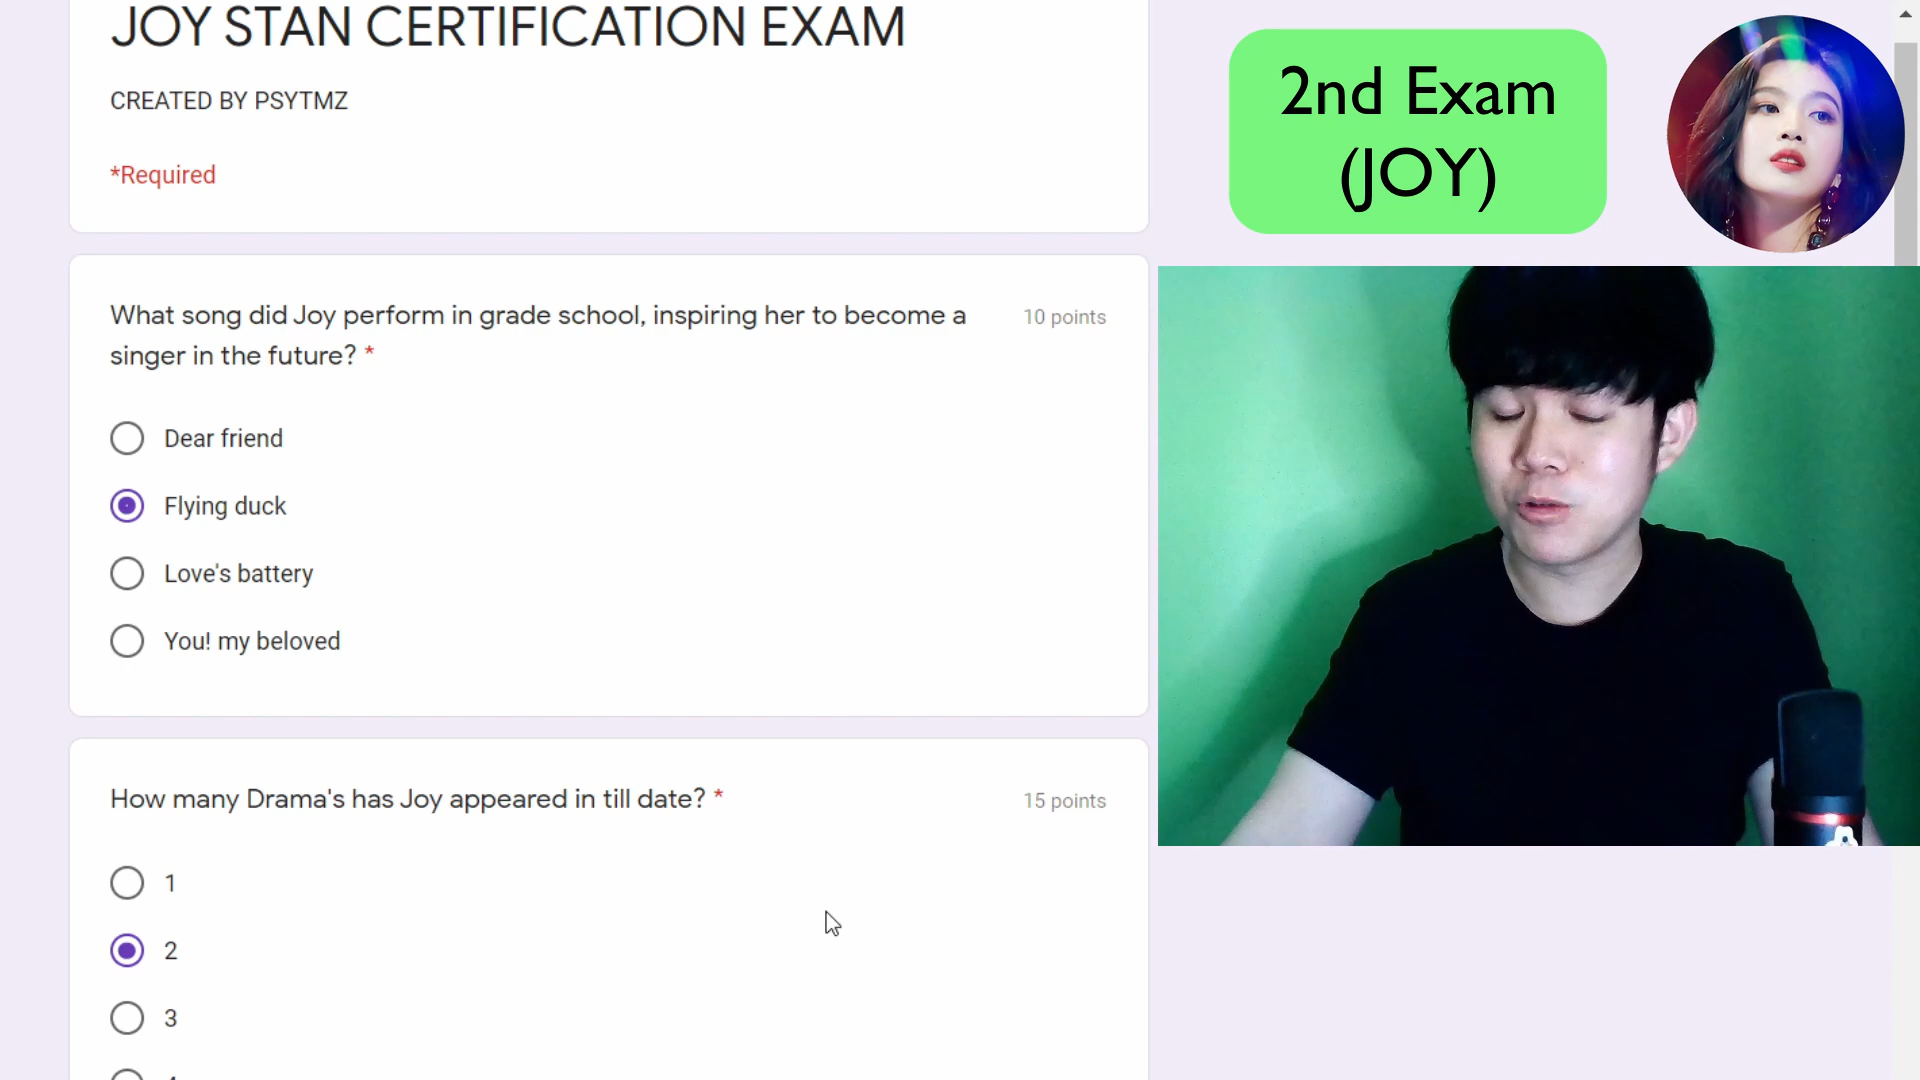 JOY STAN CERTIFICATION EXAM
CREATED BY PSYTMZ
*Required
2nd Exam
(JOY)
What song did Joy perform in grade school, inspiring her to become a
singer in the future? *
10 points
Dear friend
Flying duck
Love's battery
You! my beloved
How many Drama's has Joy appeared in till date? *
15 points
1
2
3